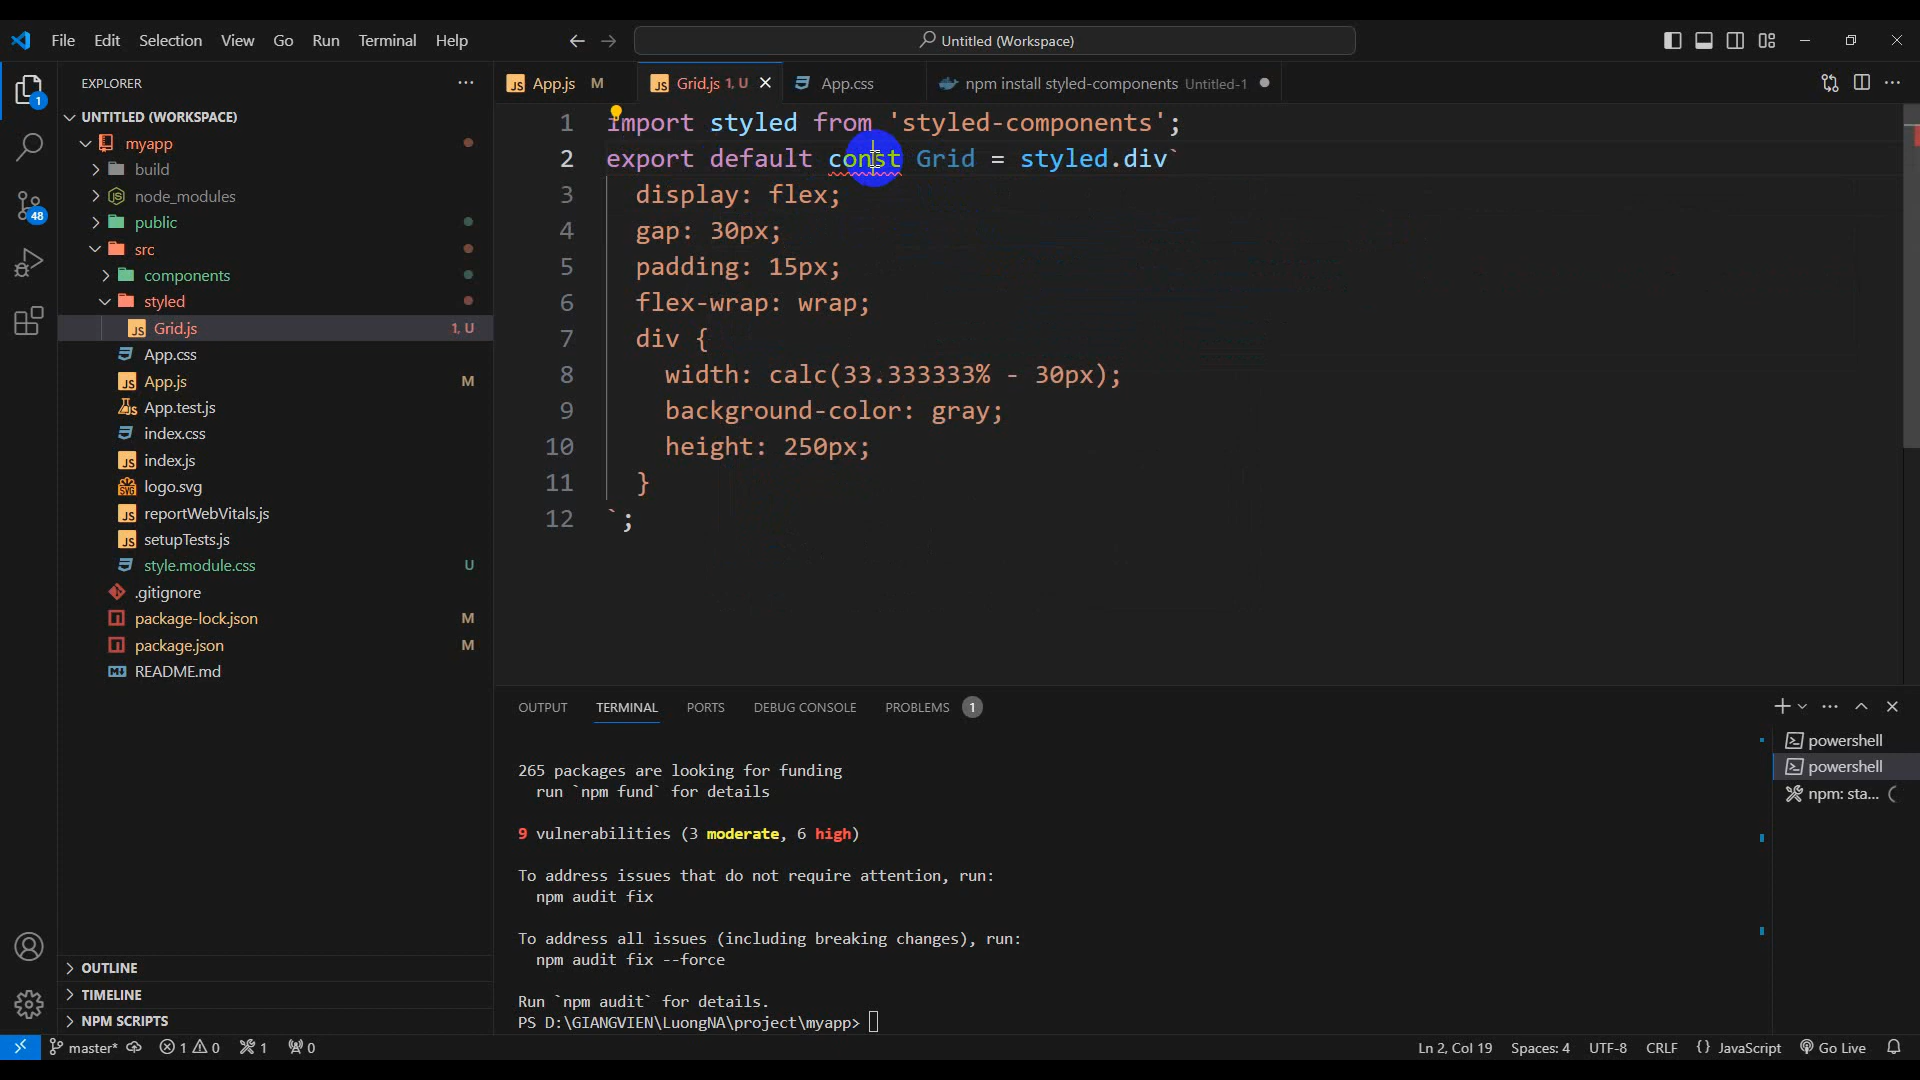 File Edit Selection View Go Run Terminal Help
Untitled (Workspace)
EXPLORER
App.js M
Grid.js 1, U
App.css
npm install styled-components Untitled-1
UNTITLED (WORKSPACE)
myapp
build
node_modules
public
src
components
styled
Grid.js 1, U
App.css
App.js M
App.test.js
index.css
index.js
logo.svg
reportWebVitals.js
setupTests.js
style.module.css U
.gitignore
package-lock.json M
package.json M
README.md
OUTLINE
TIMELINE
NPM SCRIPTS
1
48
1 import styled from 'styled-components';
2 export default const Grid = styled.div`
3 display: flex;
4 gap: 30px;
5 padding: 15px;
6 flex-wrap: wrap;
7 div {
8 width: calc(33.333333% - 30px);
9 background-color: gray;
10 height: 250px;
11 }
12 `;
OUTPUT TERMINAL PORTS DEBUG CONSOLE PROBLEMS 1
265 packages are looking for funding
run `npm fund` for details
9 vulnerabilities (3 moderate, 6 high)
To address issues that do not require attention, run:
npm audit fix
To address all issues (including breaking changes), run:
npm audit fix --force
Run `npm audit` for details.
PS D:\GIANGVIEN\LuongNA\project\myapp>
powershell
powershell
npm: sta...
master* 1 0 1 0
Ln 2, Col 19 Spaces: 4 UTF-8 CRLF {} JavaScript Go Live